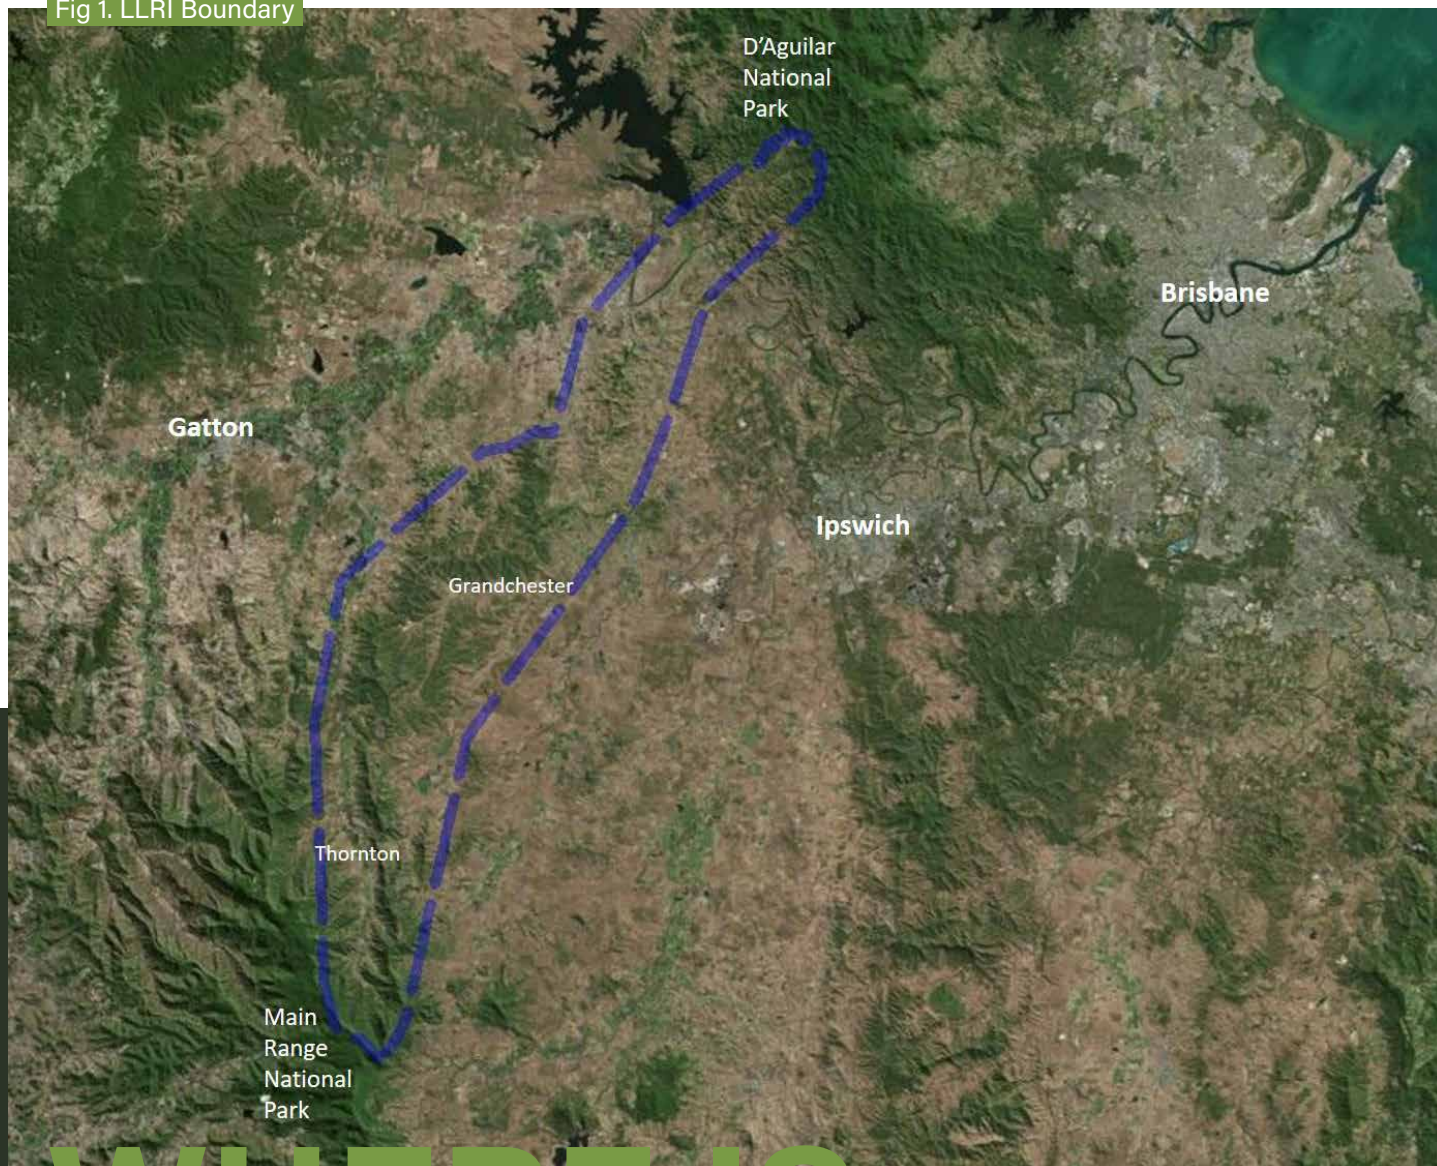 Fig 1. LLRI Boundary
D’Aguilar
National
Park
Brisbane
Gatton
Ipswich
Grandchester
Thornton
Main
Range
National
Park